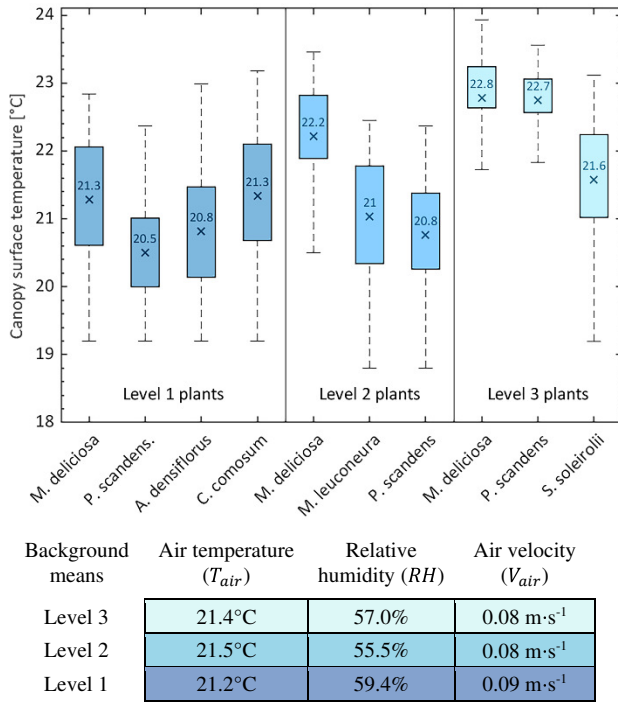 Canopy surface temperature [°C]
24
23
22
21
20
19
18
21.3
20.5
20.8
21.3
22.2
21
20.8
22.8
22.7
21.6
Level 1 plants
Level 2 plants
Level 3 plants
M. deliciosa
P. scandens.
A. densiflorus
C. comosum
M. deliciosa
M. leuconeura
P. scandens
M. deliciosa
P. scandens
S. soleirolii
Background means
Air temperature (T_air)
Relative humidity (RH)
Air velocity (V_air)
Level 3 21.4°C 57.0% 0.08 m·s⁻¹
Level 2 21.5°C 55.5% 0.08 m·s⁻¹
Level 1 21.2°C 59.4% 0.09 m·s⁻¹